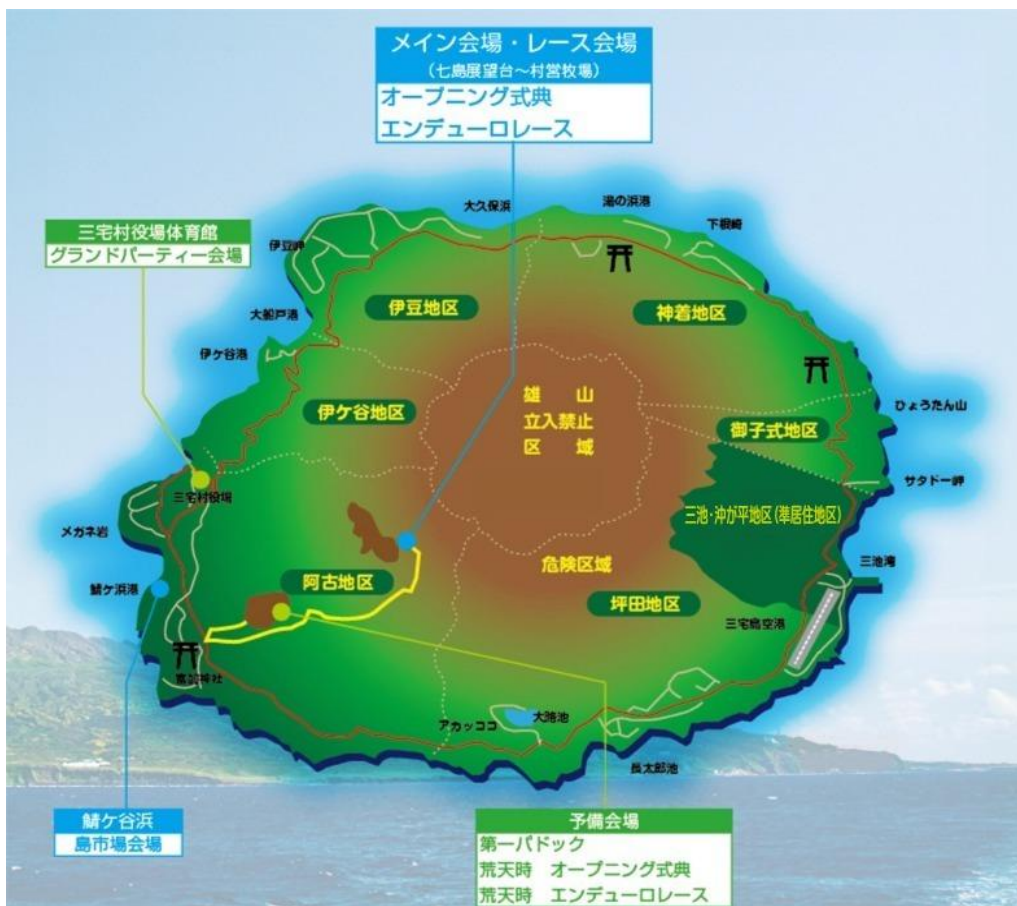 メイン会場・レース会場
(七島展望台〜村営牧場)
オープニング式典
エンデューロレース
三宅村役場体育館
グランドパーティー会場
大久保浜
湯の浜港
下根崎
伊豆岬
大船戸港
伊ケ谷港
伊豆地区
神着地区
伊ケ谷地区
雄 山
立入禁止
区 域
御子式地区
ひょうたん山
サタドー岬
三宅村役場
三池・沖が平地区(準居住地区)
メガネ岩
危険区域
三池湾
阿古地区
坪田地区
鯖ケ浜港
三宅島空港
富賀神社
アカッココ
大路池
長太郎池
鯖ケ谷浜
島市場会場
予備会場
第一パドック
荒天時 オープニング式典
荒天時 エンデューロレース